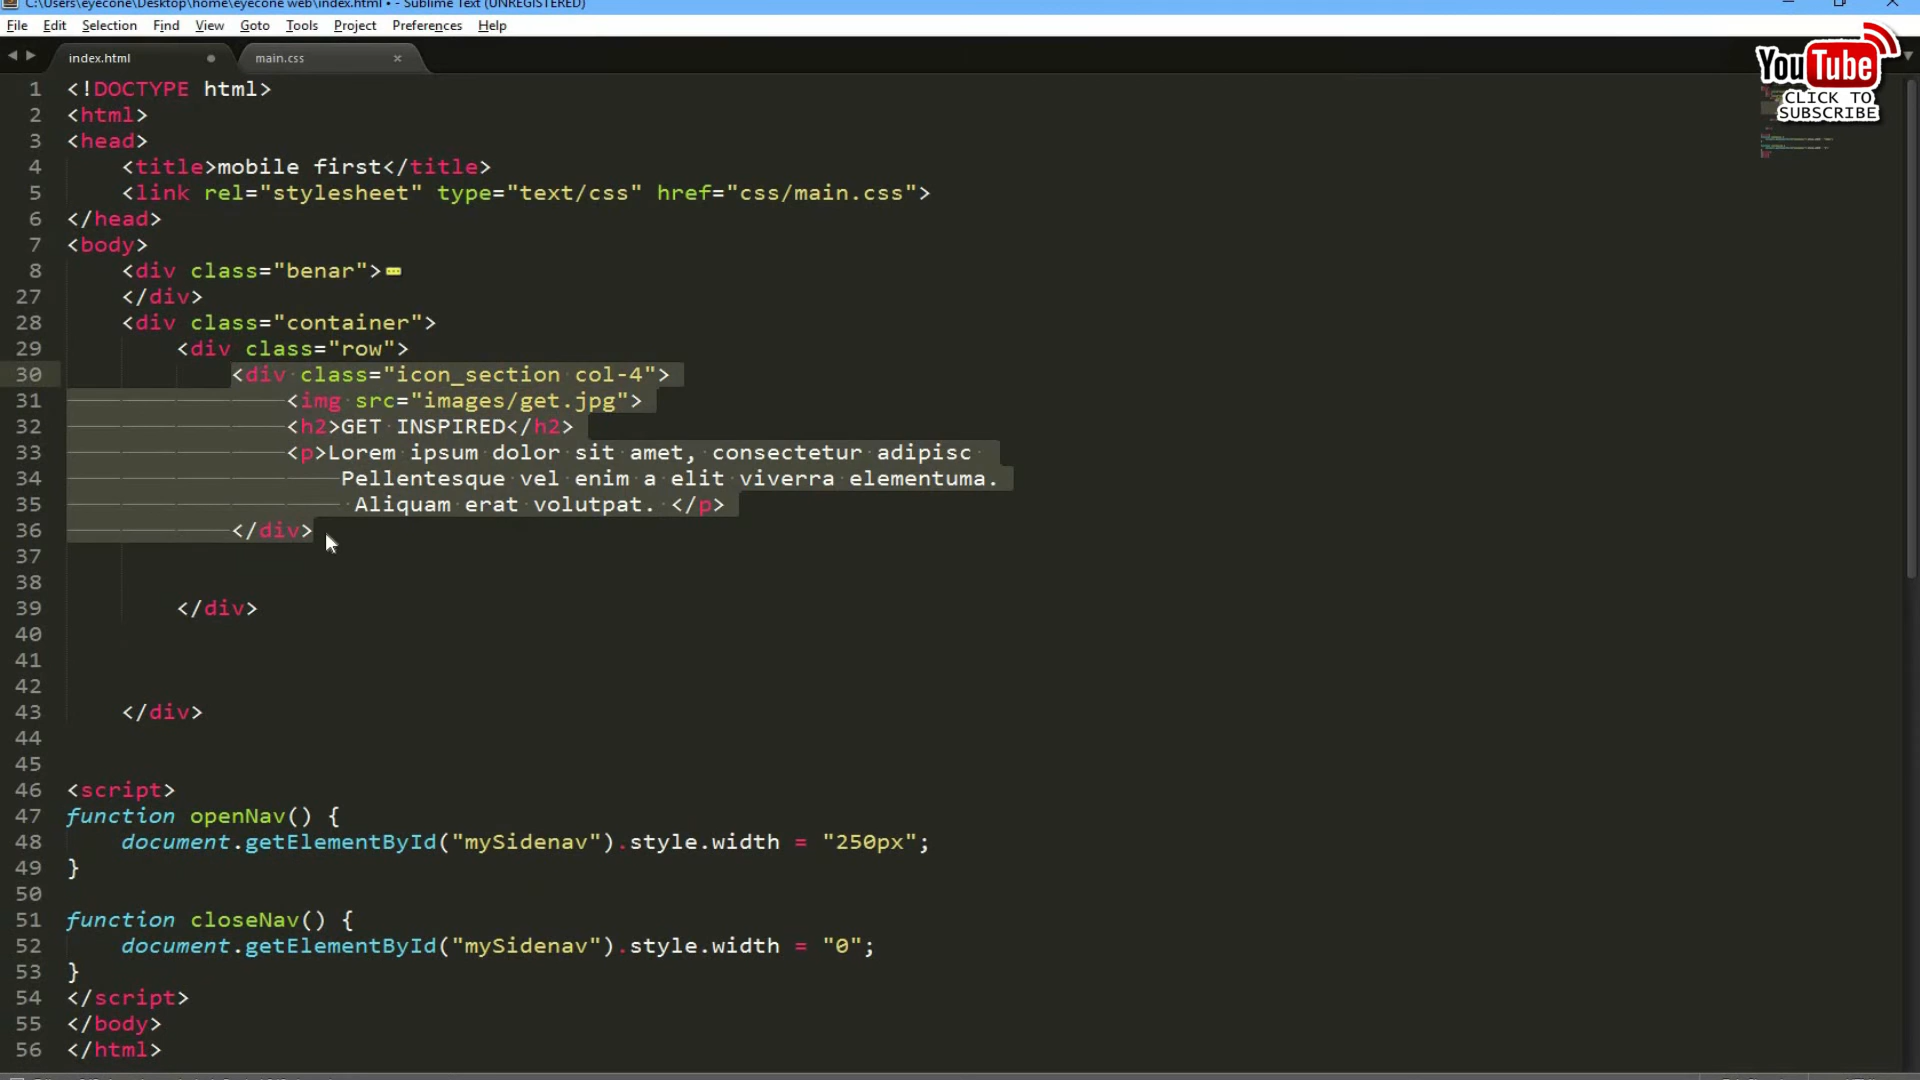 C:\Users\eyecone\Desktop\home\eyecone web\index.html • - Sublime Text (UNREGISTERED)
File Edit Selection Find View Goto Tools Project Preferences Help
index.html main.css
YouTube
CLICK TO
SUBSCRIBE
1 <!DOCTYPE html>
2 <html>
3 <head>
4 <title>mobile first</title>
5 <link rel="stylesheet" type="text/css" href="css/main.css">
6 </head>
7 <body>
8 <div class="benar">
27 </div>
28 <div class="container">
29 <div class="row">
30 <div class="icon_section col-4">
31 <img src="images/get.jpg">
32 <h2>GET INSPIRED</h2>
33 <p>Lorem ipsum dolor sit amet, consectetur adipisc
34 Pellentesque vel enim a elit viverra elementuma.
35 Aliquam erat volutpat. </p>
36 </div>
37
38
39 </div>
40
41
42
43 </div>
44
45
46 <script>
47 function openNav() {
48 document.getElementById("mySidenav").style.width = "250px";
49 }
50
51 function closeNav() {
52 document.getElementById("mySidenav").style.width = "0";
53 }
54 </script>
55 </body>
56 </html>